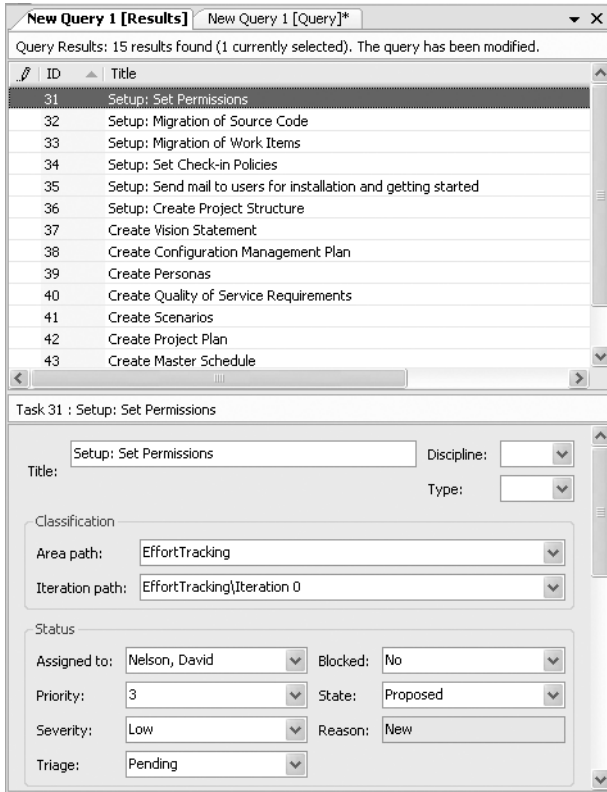 New Query 1 [Results] New Query 1 [Query]*
Query Results: 15 results found (1 currently selected). The query has been modified.
ID Title
31 Setup: Set Permissions
32 Setup: Migration of Source Code
33 Setup: Migration of Work Items
34 Setup: Set Check-in Policies
35 Setup: Send mail to users for installation and getting started
36 Setup: Create Project Structure
37 Create Vision Statement
38 Create Configuration Management Plan
39 Create Personas
40 Create Quality of Service Requirements
41 Create Scenarios
42 Create Project Plan
43 Create Master Schedule
Task 31 : Setup: Set Permissions
Title: Setup: Set Permissions Discipline:
Type:
Classification
Area path: EffortTracking
Iteration path: EffortTracking\Iteration 0
Status
Assigned to: Nelson, David Blocked: No
Priority: 3 State: Proposed
Severity: Low Reason: New
Triage: Pending